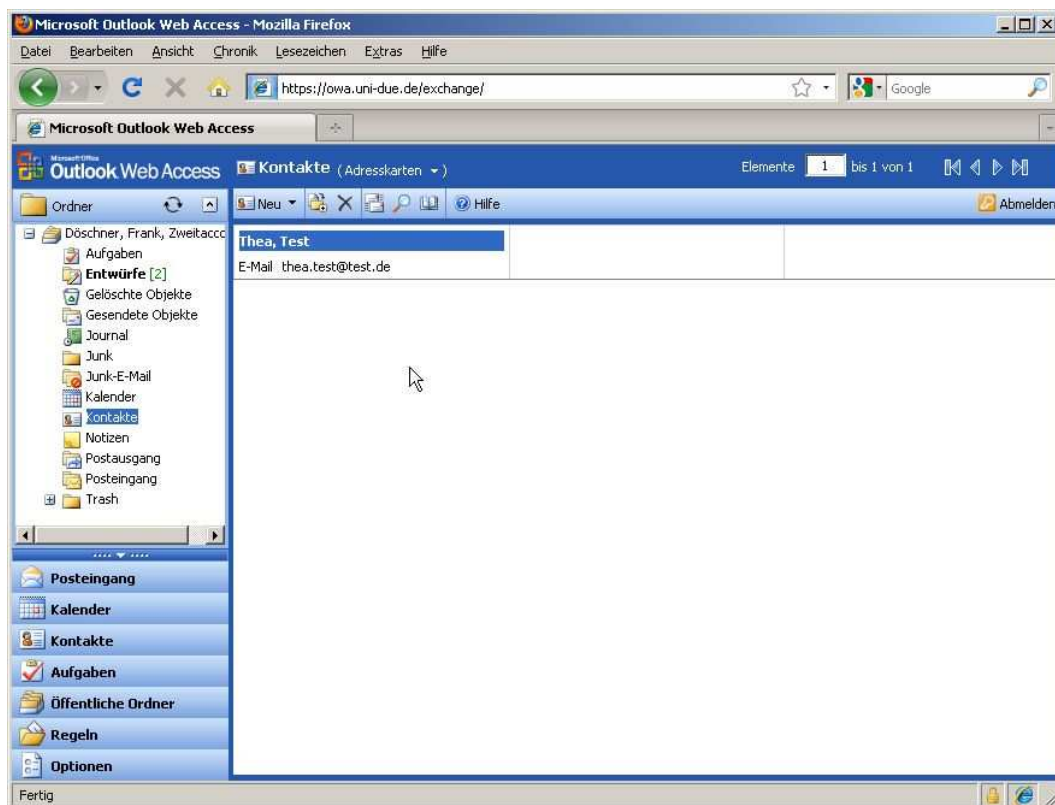 Microsoft Outlook Web Access - Mozilla Firefox
Datei Bearbeiten Ansicht Chronik Lesezeichen Extras Hilfe
https://owa.uni-due.de/exchange/ Google
Microsoft Outlook Web Access
Microsoft Office
Outlook Web Access Kontakte (Adresskarten) Elemente 1 bis 1 von 1
Ordner Neu Hilfe Abmelden
Döschner, Frank, Zweitacco
Aufgaben
Entwürfe [2]
Gelöschte Objekte
Gesendete Objekte
Journal
Junk
Junk-E-Mail
Kalender
Kontakte
Notizen
Postausgang
Posteingang
Trash
Thea, Test
E-Mail thea.test@test.de
Posteingang
Kalender
Kontakte
Aufgaben
Öffentliche Ordner
Regeln
Optionen
Fertig